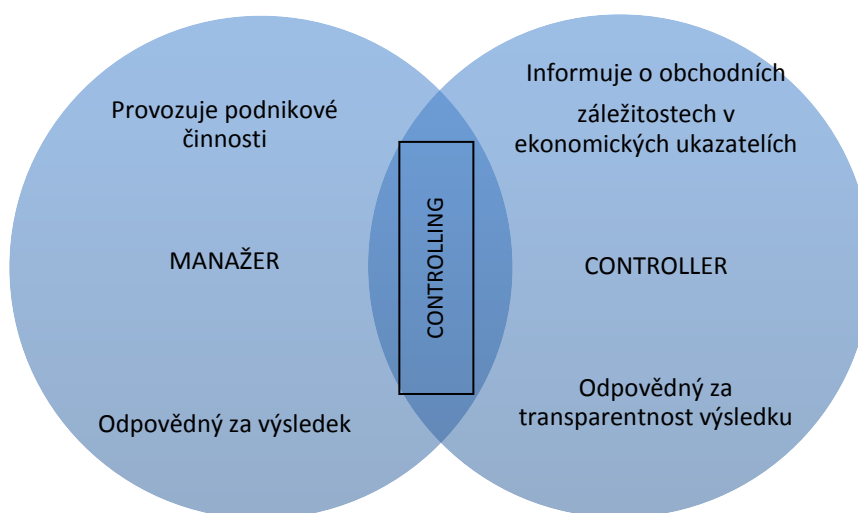 Provozuje podnikové
činnosti
MANAŽER
Odpovědný za výsledek
CONTROLLING
Informuje o obchodních
záležitostech v
ekonomických ukazatelích
CONTROLLER
Odpovědný za
transparentnost výsledku